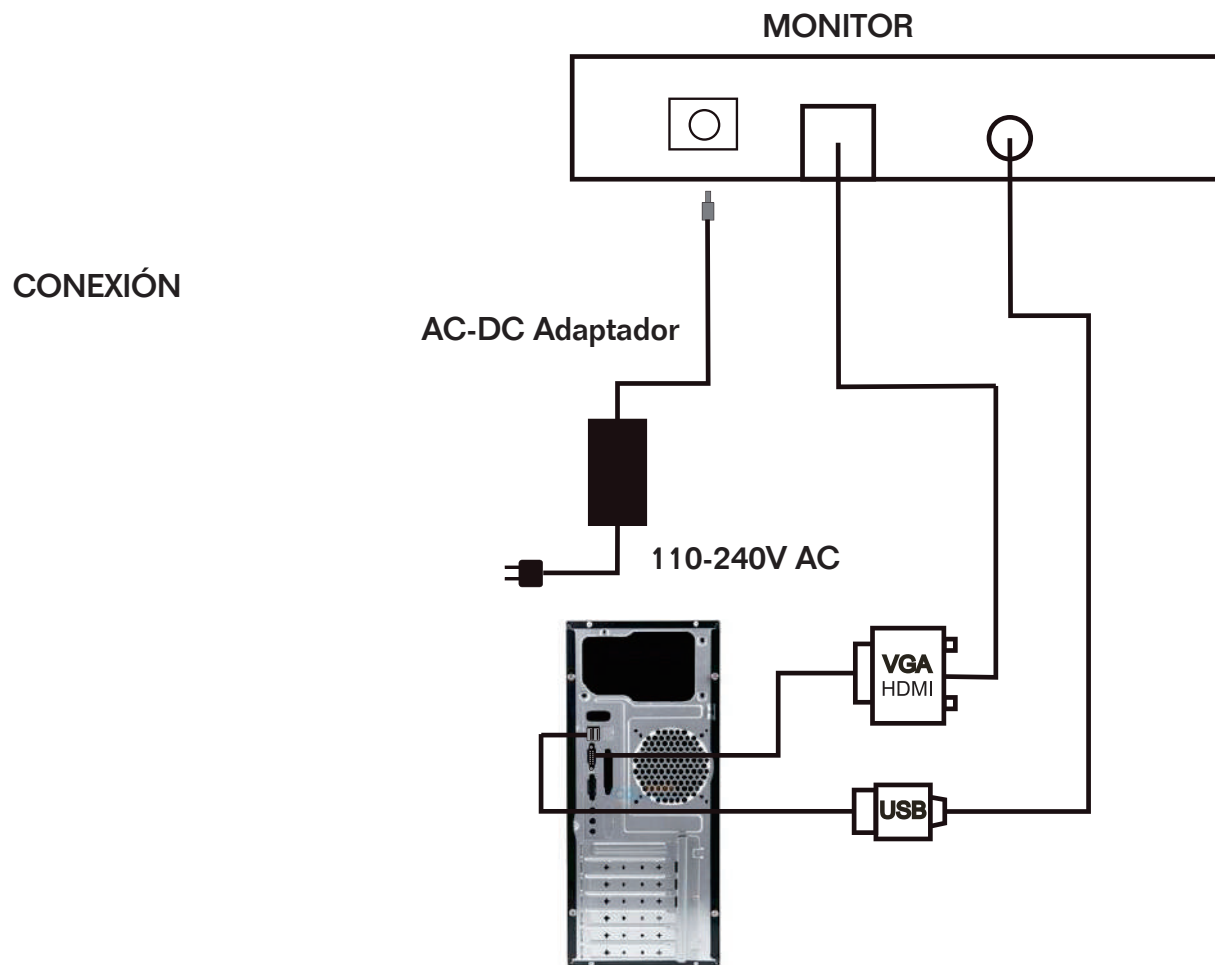 MONITOR
CONEXIÓN
AC-DC Adaptador
110-240V AC
VGA
HDMI
USB